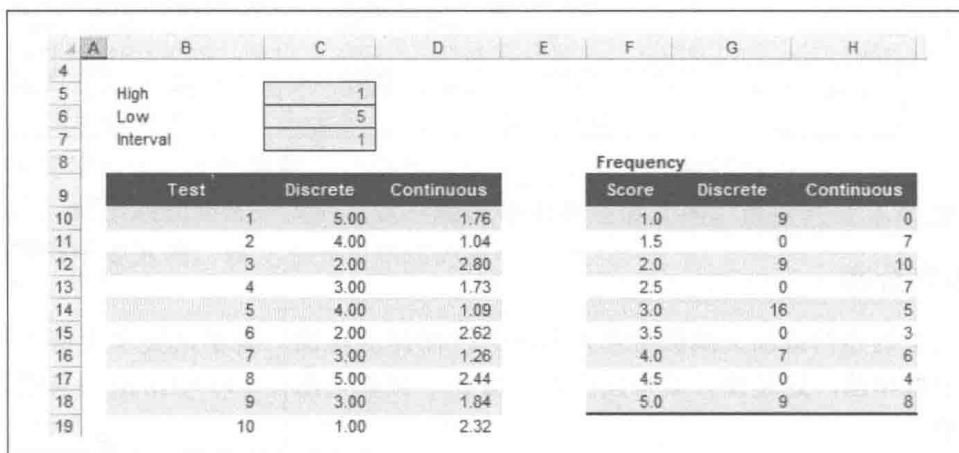 A B C D E F G H
4
5 High 1
6 Low 5
7 Interval 1
8 Frequency
9 Test Discrete Continuous Score Discrete Continuous
10 1 5.00 1.76 1.0 9 0
11 2 4.00 1.04 1.5 0 7
12 3 2.00 2.80 2.0 9 10
13 4 3.00 1.73 2.5 0 7
14 5 4.00 1.09 3.0 16 5
15 6 2.00 2.62 3.5 0 3
16 7 3.00 1.26 4.0 7 6
17 8 5.00 2.44 4.5 0 4
18 9 3.00 1.84 5.0 9 8
19 10 1.00 2.32